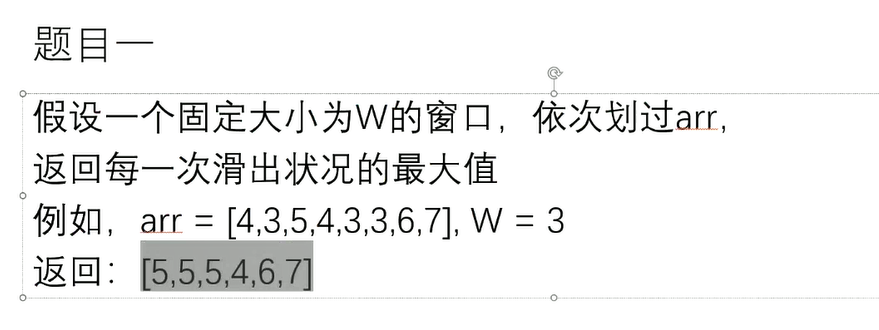 题目一
假设一个固定大小为W的窗口，依次划过arr，
返回每一次滑出状况的最大值
例如，arr = [4,3,5,4,3,3,6,7], W = 3
返回：[5,5,5,4,6,7]